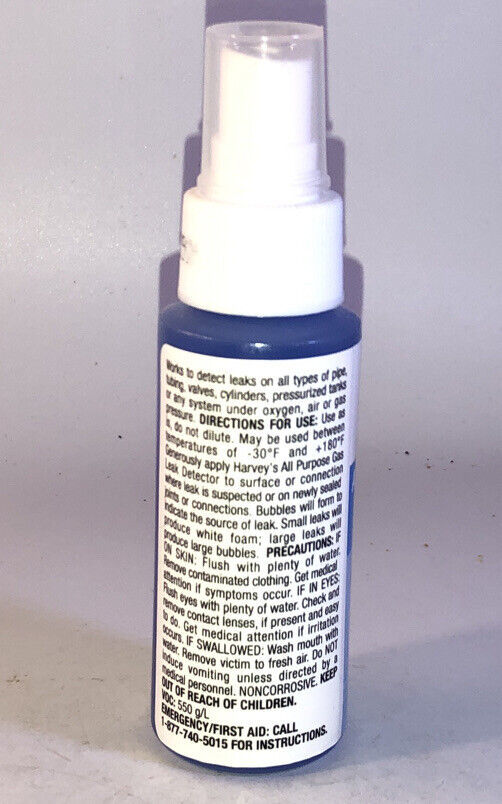 Works to detect leaks on all types of pipe,
tubing, valves, cylinders, pressurized tanks
or any system under oxygen, air or gas
pressure. DIRECTIONS FOR USE: Use as
is, do not dilute. May be used between
temperatures of -30°F and +180°F
Generously apply Harvey's All Purpose Gas
Leak Detector to surface or connection
where leak is suspected or on newly sealed
joints or connections. Bubbles will form to
indicate the source of leak. Small leaks will
produce white foam; large leaks will
produce large bubbles. PRECAUTIONS: IF
ON SKIN: Flush with plenty of water.
Remove contaminated clothing. Get medical
attention if symptoms occur. IF IN EYES:
Flush eyes with plenty of water. Check and
remove contact lenses, if present and easy
to do. Get medical attention if irritation
occurs. IF SWALLOWED: Wash mouth with
water. Remove victim to fresh air. Do NOT
induce vomiting unless directed by a
medical personnel. NONCORROSIVE. KEEP
OUT OF REACH OF CHILDREN.
VOC: 550 g/L
EMERGENCY/FIRST AID: CALL
1-877-740-5015 FOR INSTRUCTIONS.